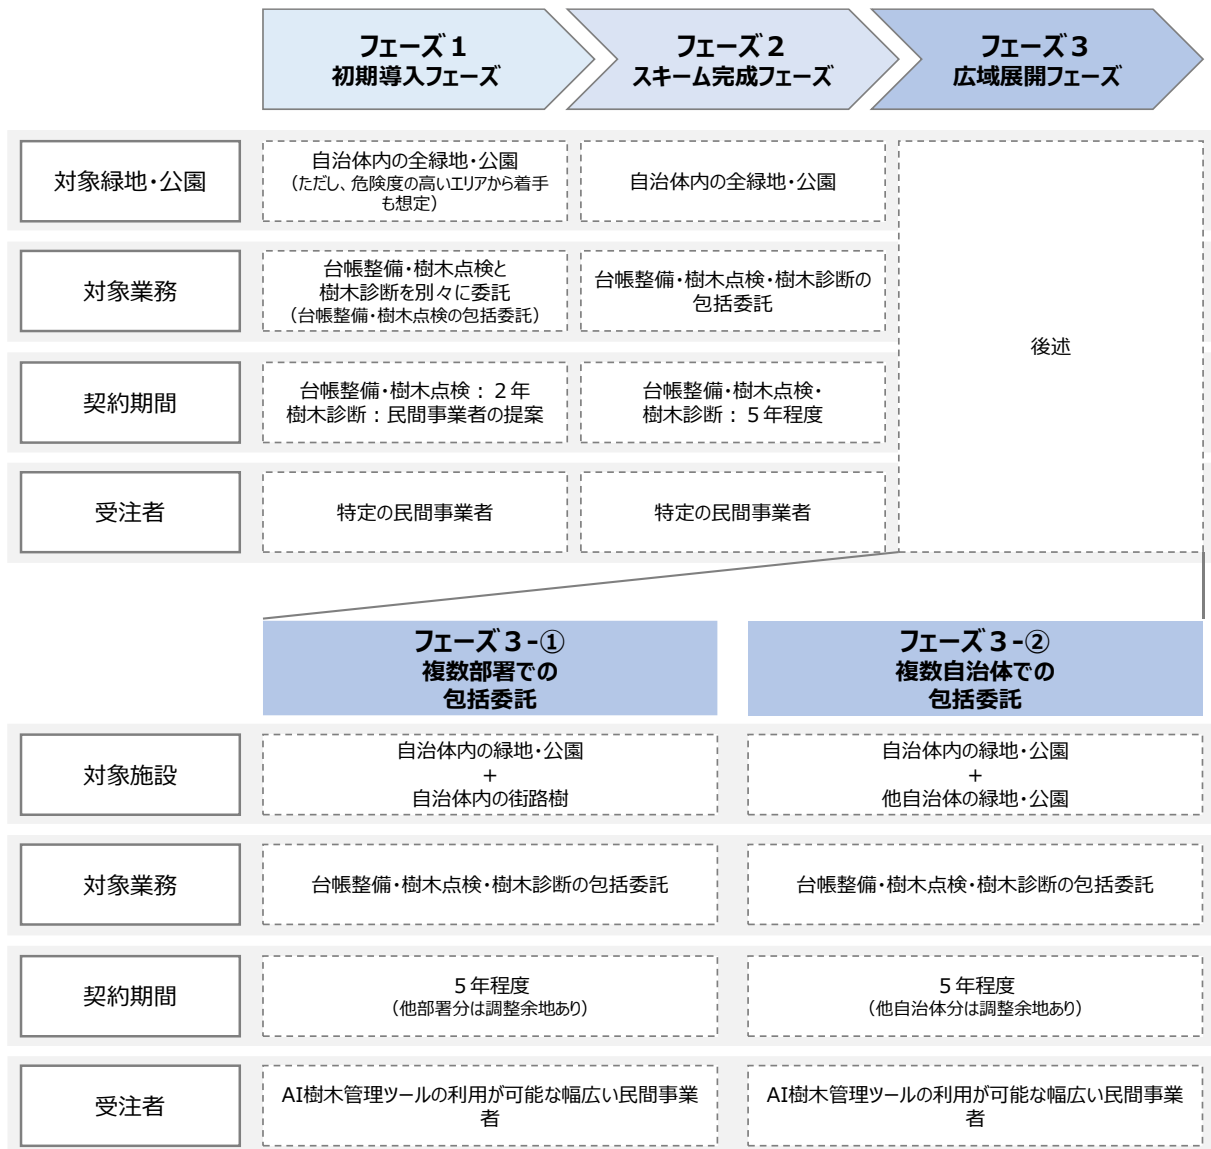 フェーズ１
初期導入フェーズ
フェーズ２
スキーム完成フェーズ
フェーズ３
広域展開フェーズ
対象緑地・公園
自治体内の全緑地・公園
（ただし、危険度の高いエリアから着手
も想定）
自治体内の全緑地・公園
後述
対象業務
台帳整備・樹木点検と
樹木診断を別々に委託
（台帳整備・樹木点検の包括委託）
台帳整備・樹木点検・樹木診断の
包括委託
契約期間
台帳整備・樹木点検：２年
樹木診断：民間事業者の提案
台帳整備・樹木点検・
樹木診断：５年程度
受注者
特定の民間事業者
特定の民間事業者
フェーズ３-①
複数部署での
包括委託
フェーズ３-②
複数自治体での
包括委託
対象施設
自治体内の緑地・公園
+
自治体内の街路樹
自治体内の緑地・公園
+
他自治体の緑地・公園
対象業務
台帳整備・樹木点検・樹木診断の包括委託
台帳整備・樹木点検・樹木診断の包括委託
契約期間
５年程度
（他部署分は調整余地あり）
５年程度
（他自治体分は調整余地あり）
受注者
AI樹木管理ツールの利用が可能な幅広い民間事業
者
AI樹木管理ツールの利用が可能な幅広い民間事業
者